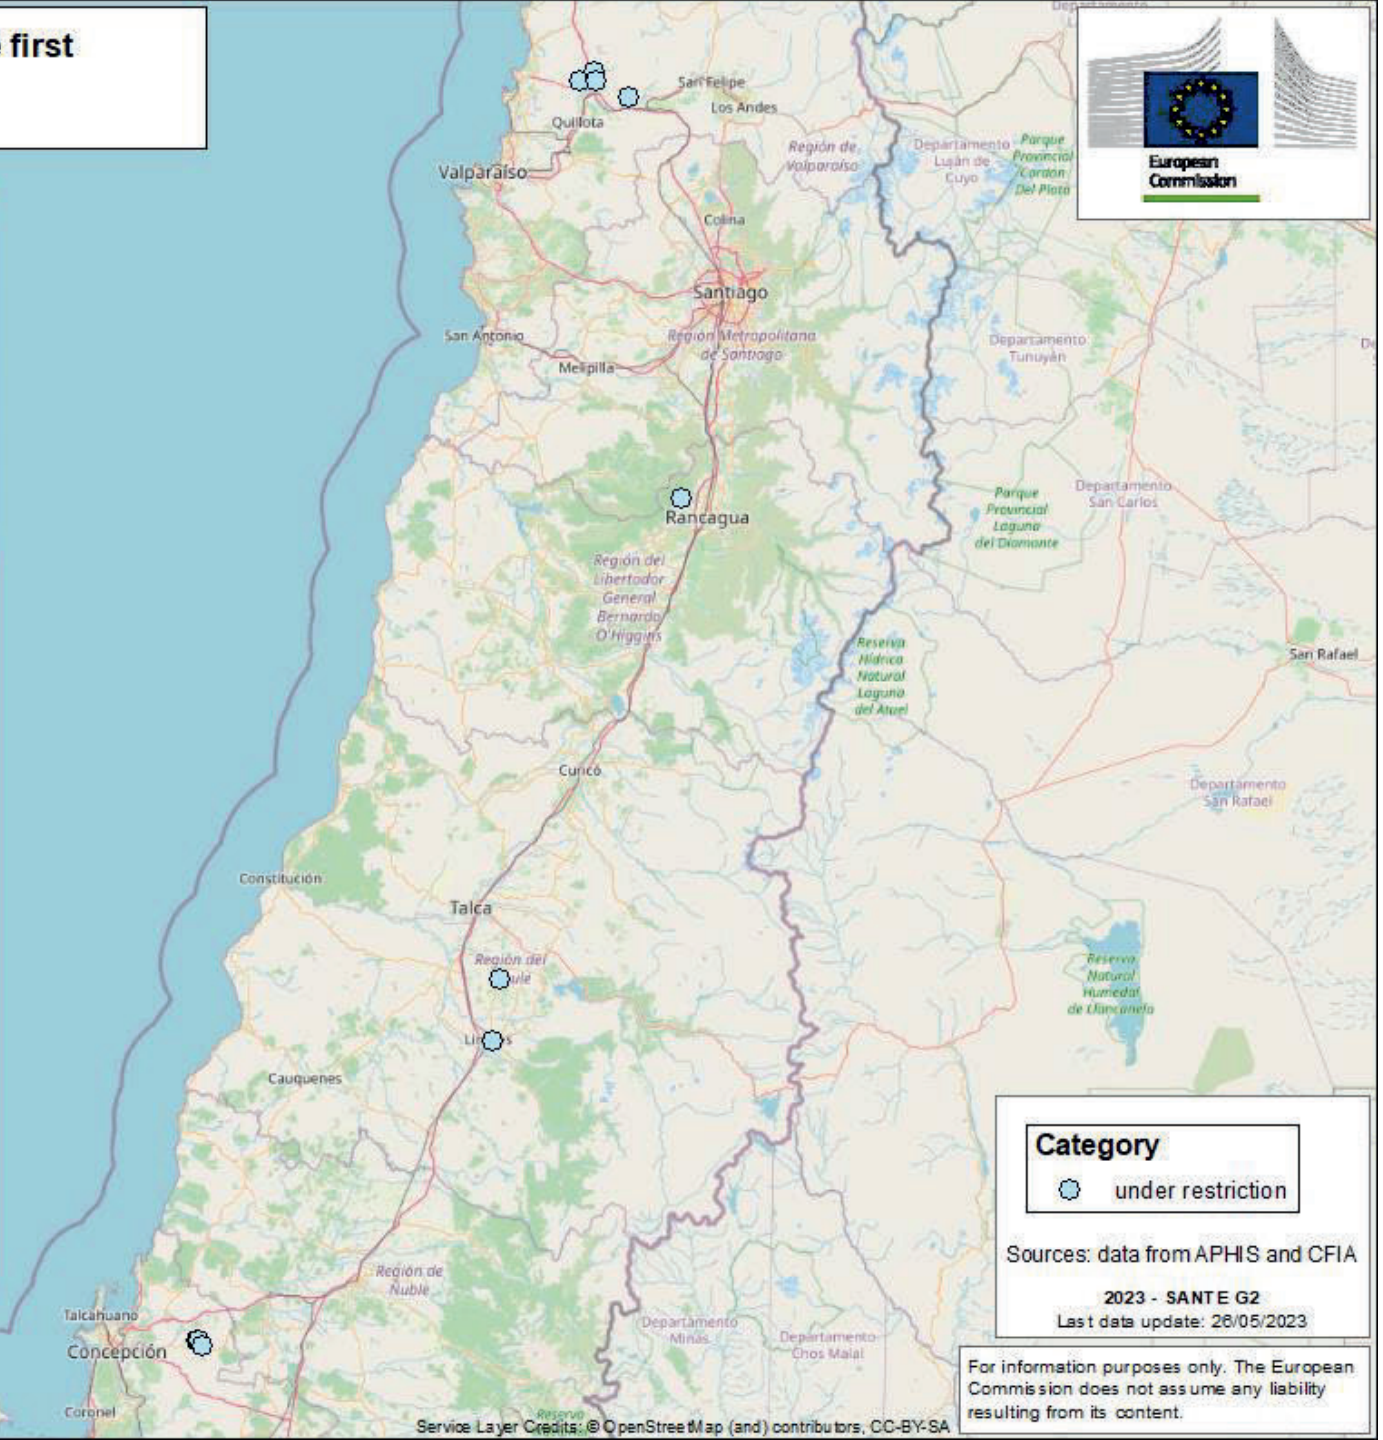 first
European
Commission
San Felipe
Los Andes
Quillota
Valparaíso
Región de
Valparaíso
Departamento
Luján de
Cuyo
Parque
Provincial
Cordon
Del Plata
Colina
Santiago
San Antonio
Región Metropolitana
de Santiago
Melipilla
Departamento
Tunuyán
De
Rancagua
Parque
Provincial
Laguna
del Diamante
Departamento
San Carlos
Región del
Libertador
General
Bernardo
O'Higgins
Reserva
Hídrica
Natural
Laguna
del Atuel
San Rafael
Curicó
Departamento
San Rafael
Constitución
Talca
Región del
ule
Reserva
Natural
Humedal
de Llancanelo
Cauquenes
Category
under restriction
Sources: data from APHIS and CFIA
2023 - SANTE G2
Last data update: 26/05/2023
Región de
Ñuble
Talcahuano
Concepción
Departamento
Minas
Departamento
Chos Malal
Coronel
Reserva
For information purposes only. The European
Commission does not assume any liability
resulting from its content.
Service Layer Credits: © OpenStreetMap (and) contributors, CC-BY-SA